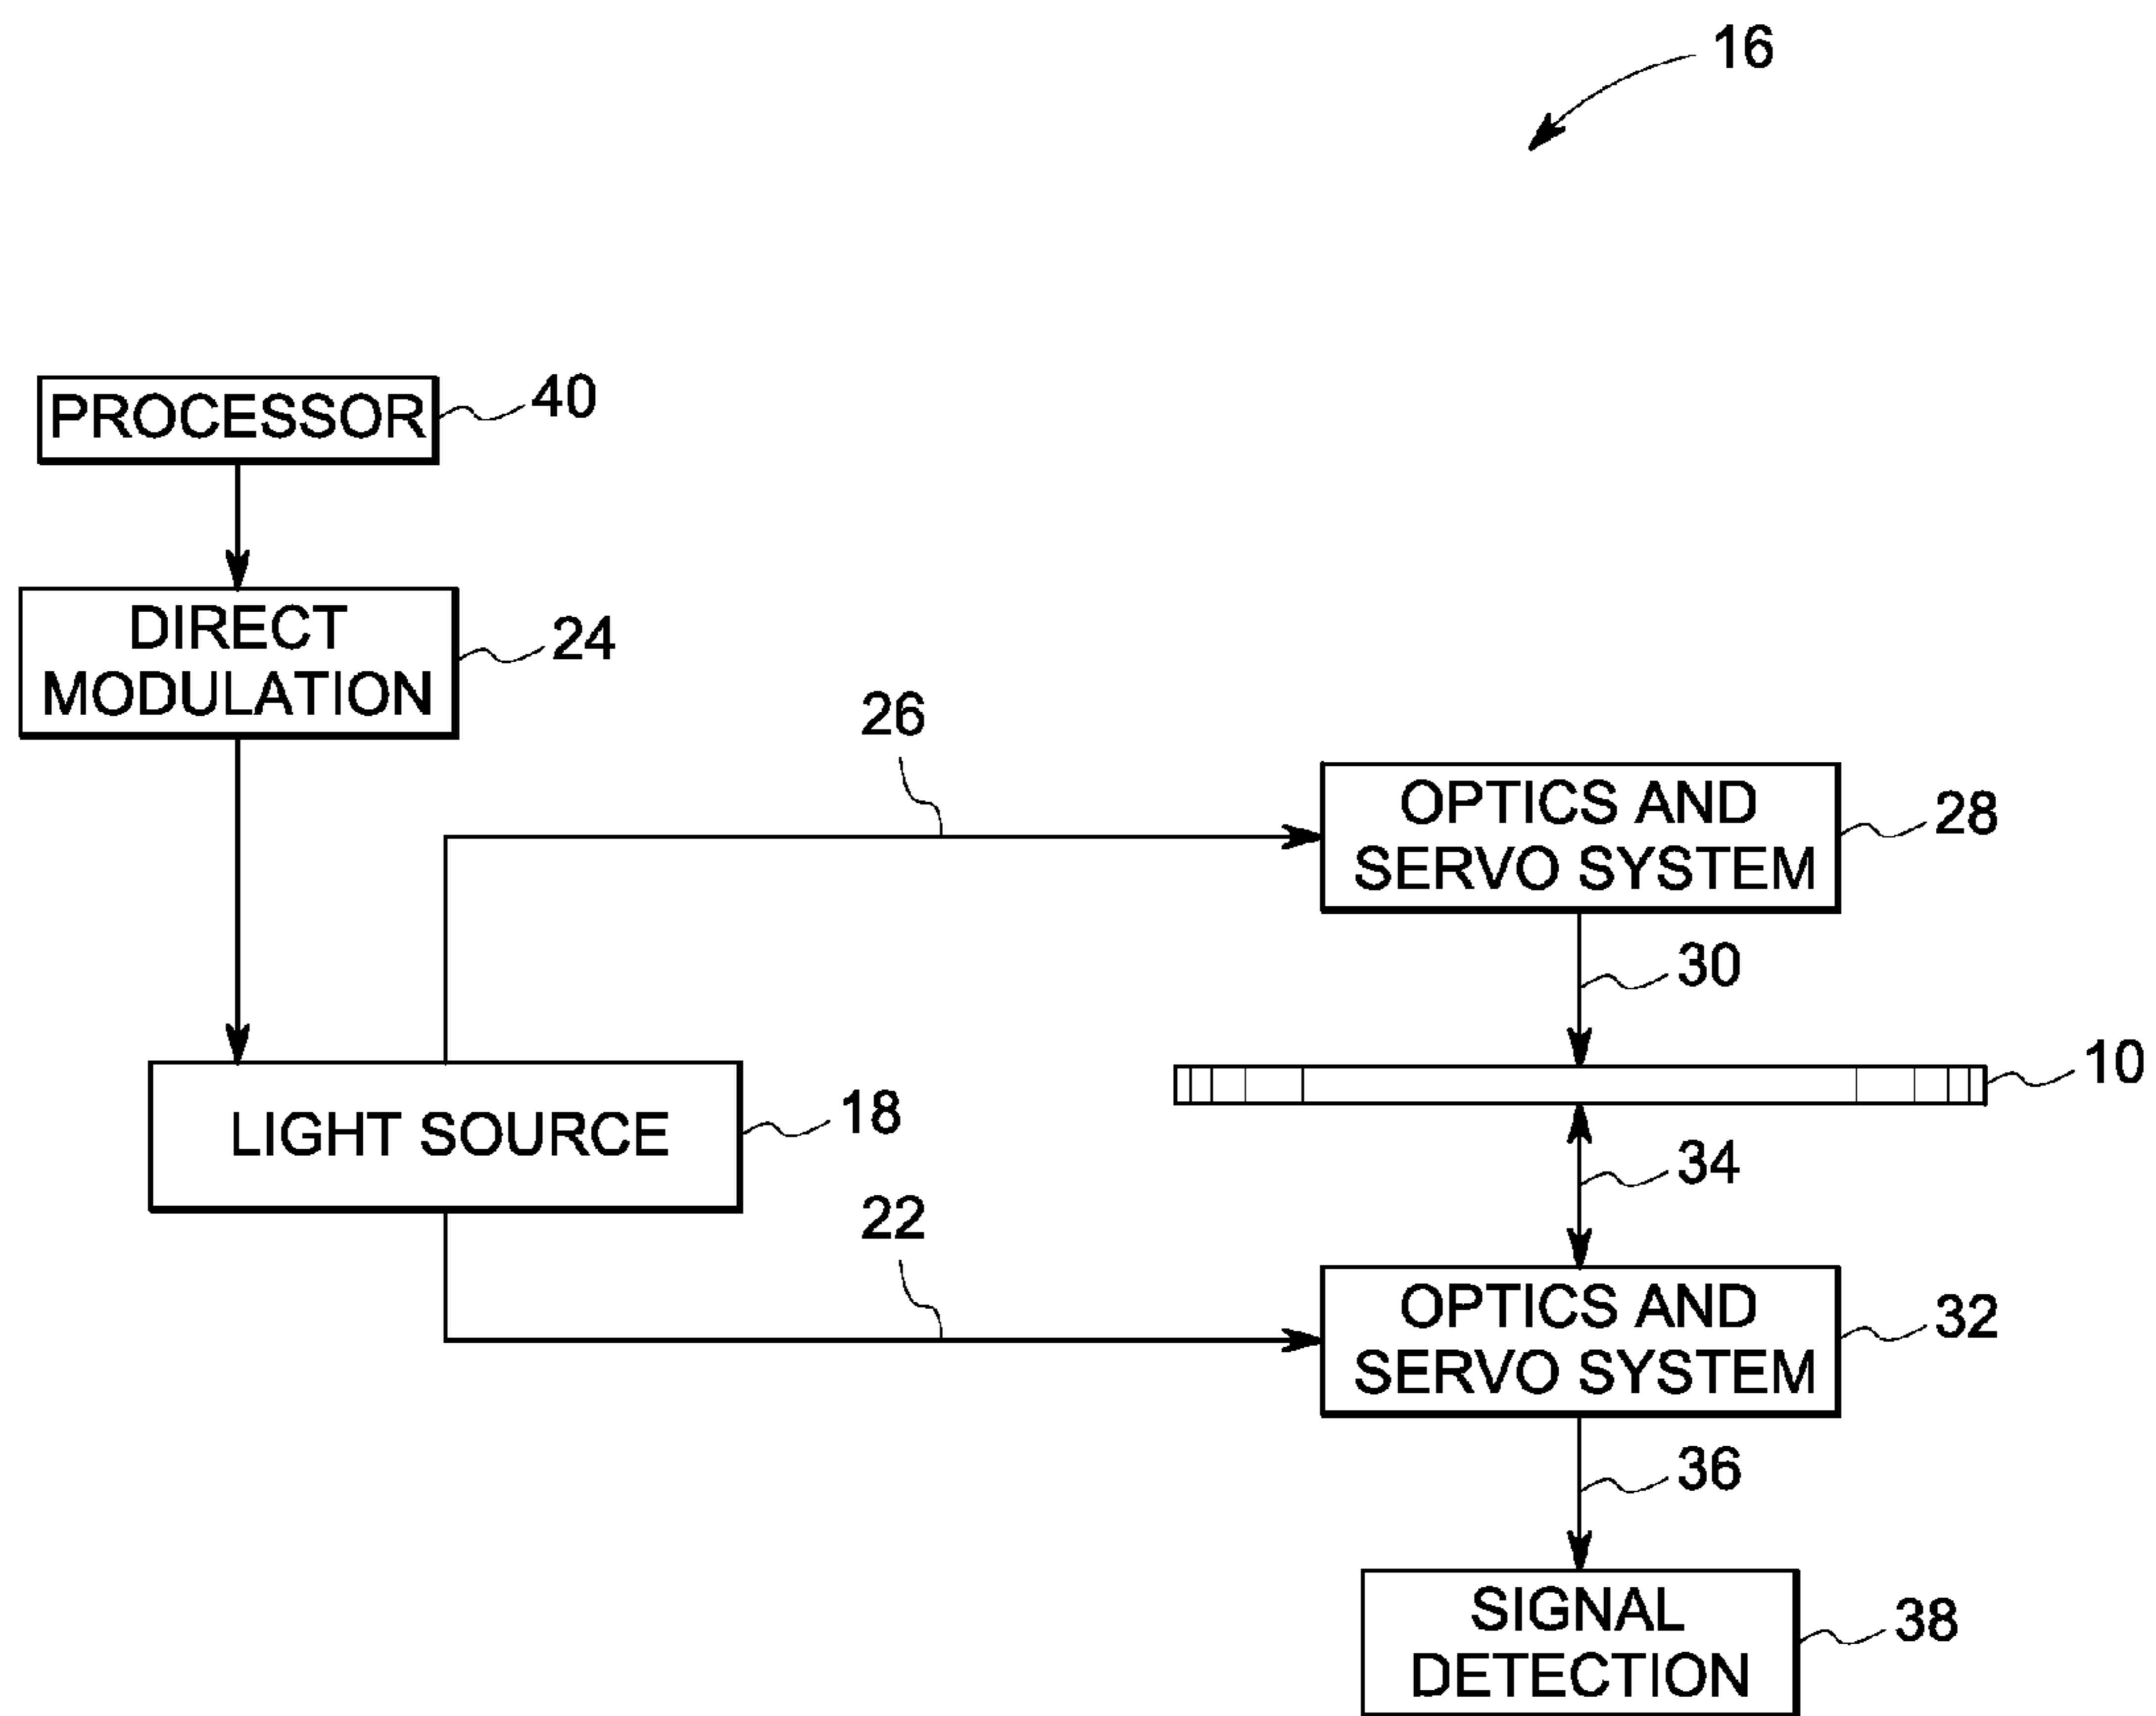 16
PROCESSOR
40
DIRECT
MODULATION
24
26
OPTICS AND
SERVO SYSTEM
28
30
10
LIGHT SOURCE
18
34
22
OPTICS AND
SERVO SYSTEM
32
36
SIGNAL
DETECTION
38